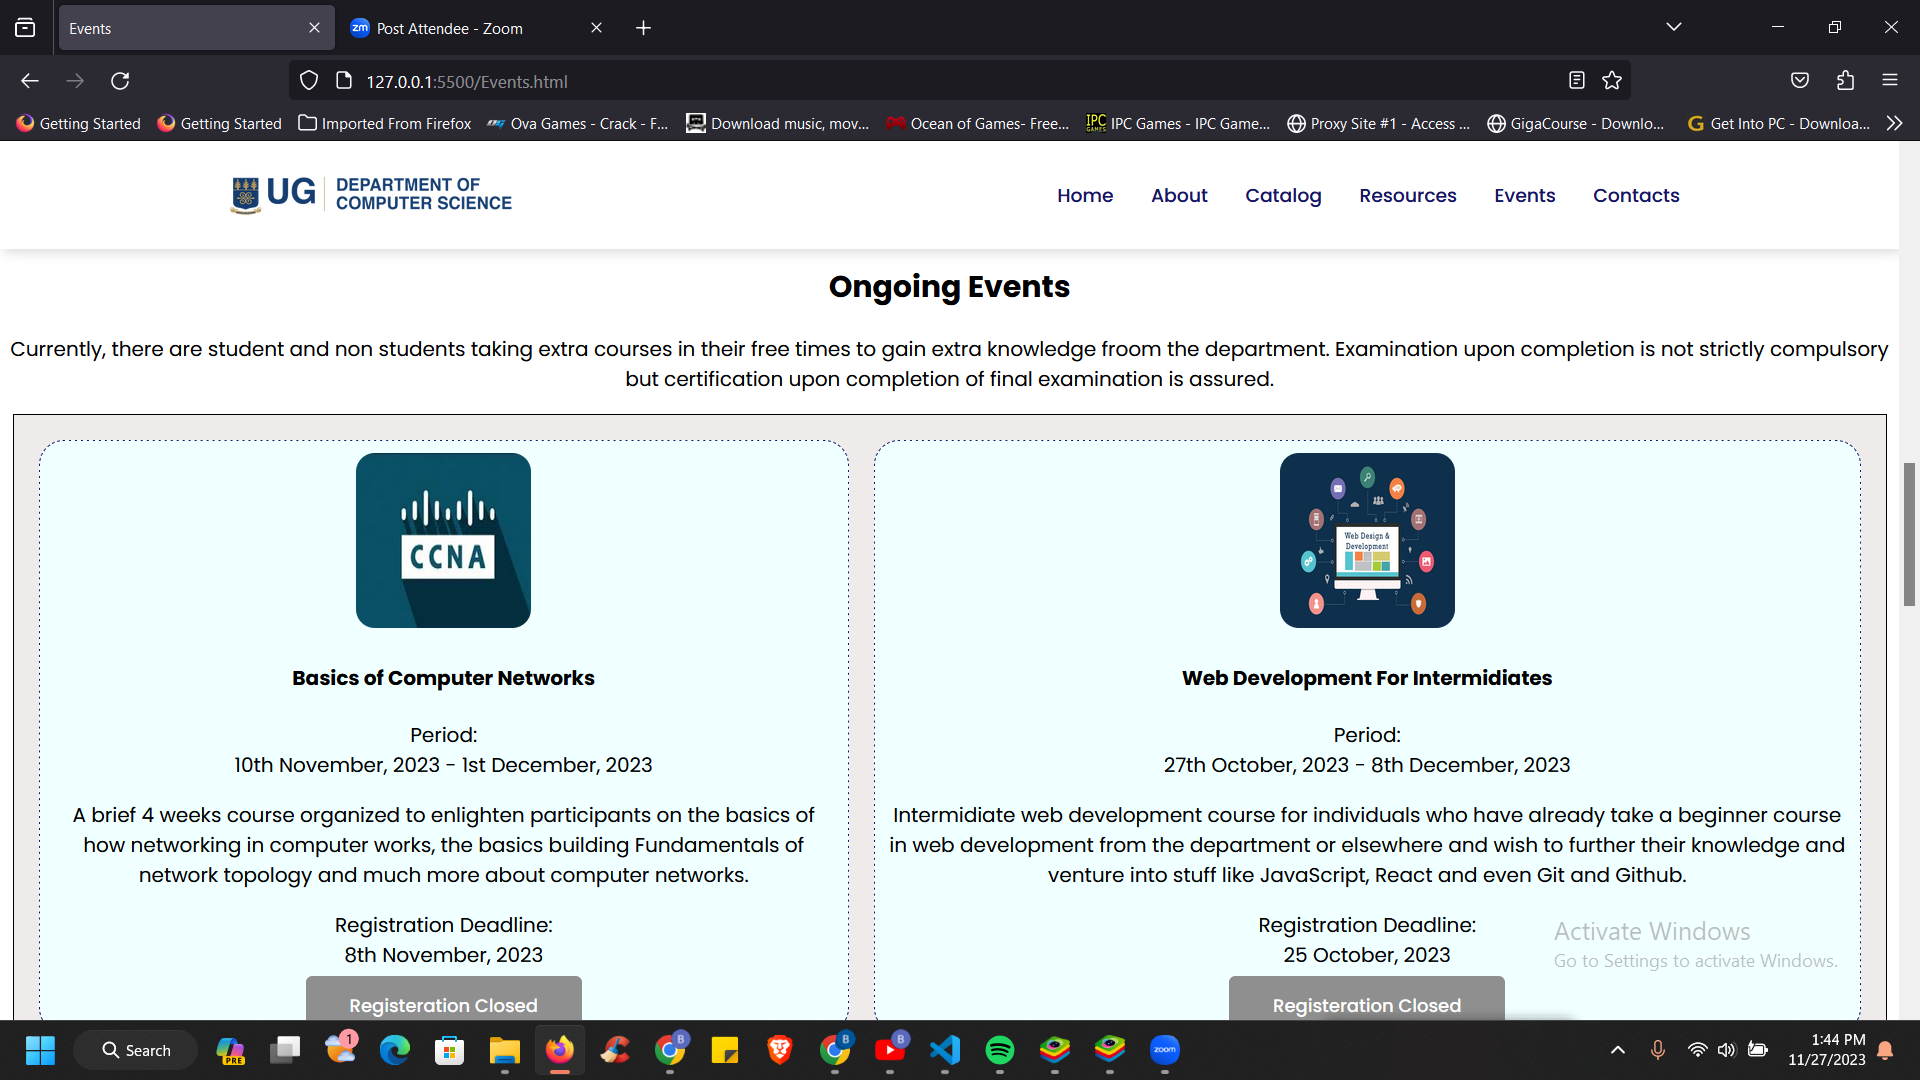 Events
zm Post Attendee - Zoom
127.0.0.1:5500/Events.html
Getting Started
Getting Started
Imported From Firefox
Ova Games - Crack - F...
Download music, mov...
Ocean of Games- Free...
IPC GAMES IPC Games - IPC Game...
Proxy Site #1 - Access ...
GigaCourse - Downlo...
G Get Into PC - Downloa...
UG DEPARTMENT OF
COMPUTER SCIENCE
Home
About
Catalog
Resources
Events
Contacts
Ongoing Events
Currently, there are student and non students taking extra courses in their free times to gain extra knowledge froom the department. Examination upon completion is not strictly compulsory
but certification upon completion of final examination is assured.
CCNA
Basics of Computer Networks
Period:
10th November, 2023 - 1st December, 2023
A brief 4 weeks course organized to enlighten participants on the basics of
how networking in computer works, the basics building Fundamentals of
network topology and much more about computer networks.
Registration Deadline:
8th November, 2023
Registeration Closed
Web Design &
Development
Web Development For Intermidiates
Period:
27th October, 2023 - 8th December, 2023
Intermidiate web development course for individuals who have already take a beginner course
in web development from the department or elsewhere and wish to further their knowledge and
venture into stuff like JavaScript, React and even Git and Github.
Registration Deadline:
25 October, 2023
Registeration Closed
Activate Windows
Go to Settings to activate Windows.
Search
PRE
1
B
B
B
zoom
1:44 PM
11/27/2023